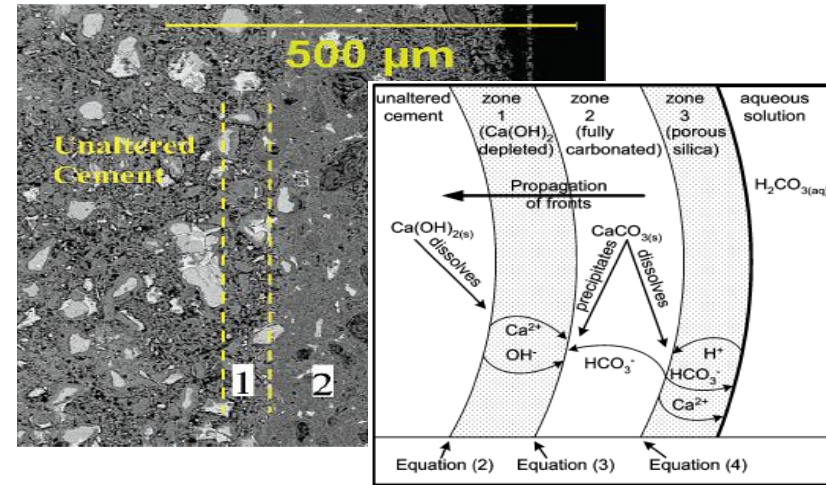 500 µm
Unaltered
Cement
1
2
unaltered
cement
zone
1
(Ca(OH)2
depleted)
zone
2
(fully
carbonated)
zone
3
(porous
silica)
aqueous
solution
H2CO3(aq)
Propagation
of fronts
Ca(OH)2(s)
dissolves
CaCO3(s)
precipitates
dissolves
Ca2+
OH-
HCO3-
H+
HCO3-
Ca2+
Equation (2)
Equation (3)
Equation (4)